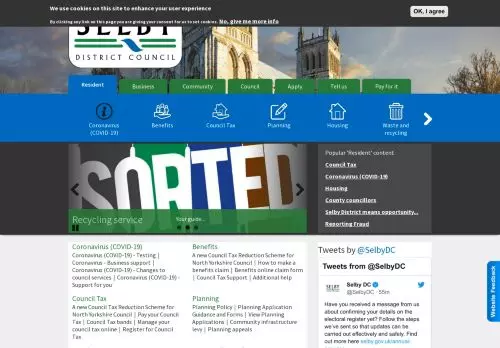 We use cookies on this site to enhance your user experience
By clicking any link on this page you are giving your consent for us to set cookies. No, give me more info
OK, I agree
SELBY
DISTRICT COUNCIL
Resident
Business
Community
Council
Apply
Tell us
Pay for it
Coronavirus
(COVID-19)
Benefits
Council Tax
Planning
Housing
Waste and
recycling
SORTED
Recycling service
Your guide...
Popular 'Resident' content
Council Tax
Coronavirus (COVID-19)
Housing
County councillors
Selby District means opportunity...
Reporting Fraud
Coronavirus (COVID-19)
Coronavirus (COVID-19) - Testing |
Coronavirus - Business support |
Coronavirus (COVID-19) - Changes to
council services | Coronavirus (COVID-19) -
Support for you
Benefits
A new Council Tax Reduction Scheme for
North Yorkshire Council | How to make a
benefits claim | Benefits online claim form
| Council Tax Support | Additional help
Council Tax
A new Council Tax Reduction Scheme for
North Yorkshire Council | Pay your Council
Tax | Council Tax bands | Manage your
council tax online | Register for Council
Tax
Planning
Planning Policy | Planning Application
Guidance and Forms | View Planning
Applications | Community infrastructure
levy | Planning appeals
Tweets by @SelbyDC
Tweets from @SelbyDC
Selby DC
@SelbyDC · 55m
Have you received a message from us
about confirming your details on the
electoral register yet? Follow the steps
we've sent so that updates can be
carried out effectively and safely. Find
out more here selby.gov.uk/annual
Website Feedback